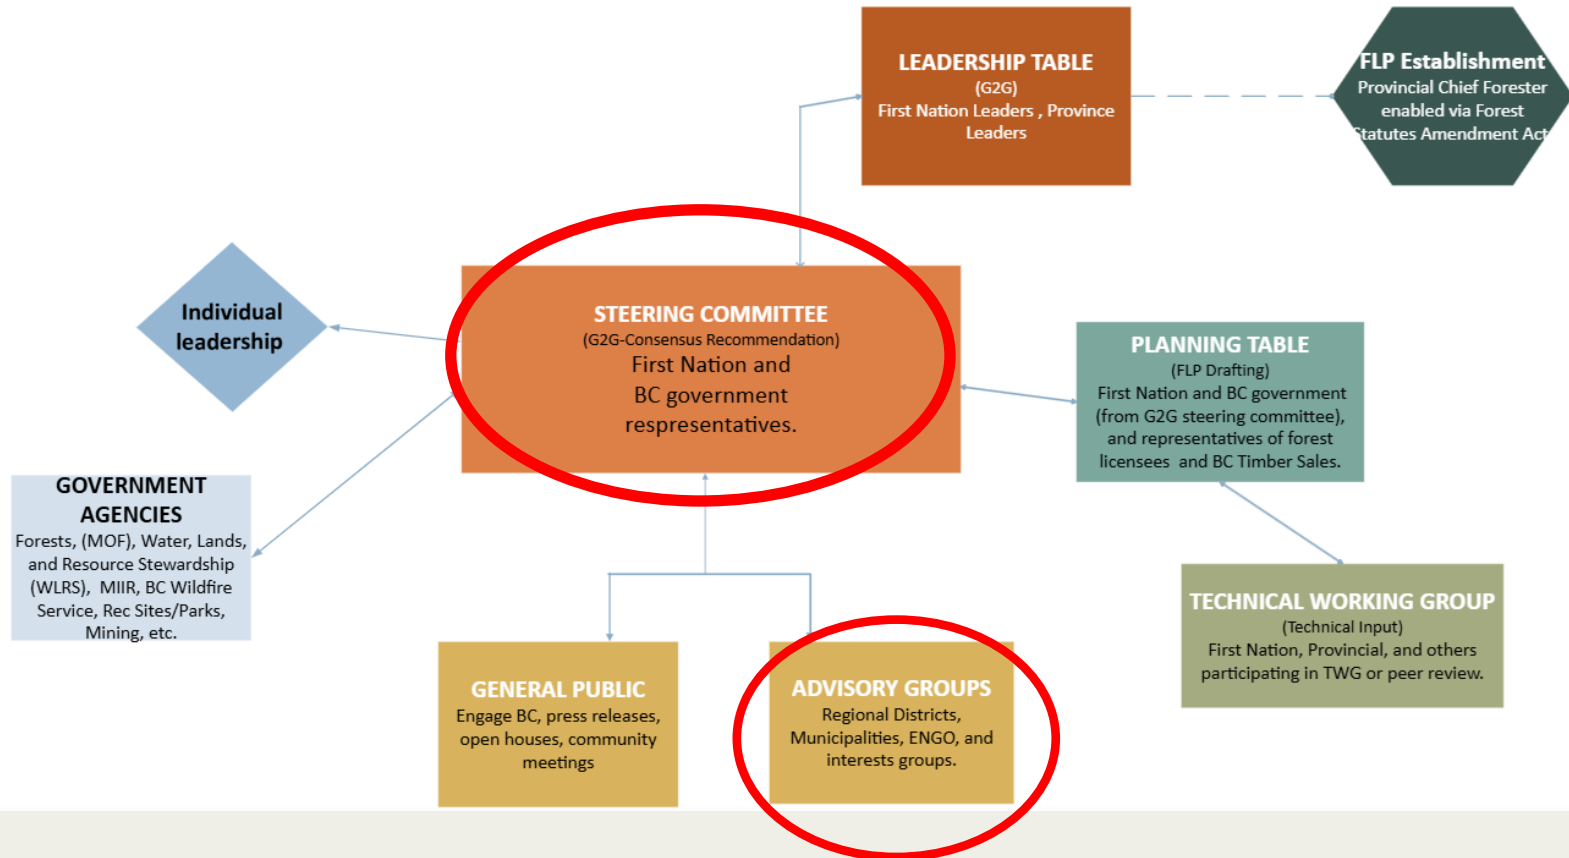 LEADERSHIP TABLE
(G2G)
First Nation Leaders , Province
Leaders
FLP Establishment
Provincial Chief Forester
enabled via Forest
Statutes Amendment Act
Individual
leadership
STEERING COMMITTEE
(G2G-Consensus Recommendation)
First Nation and
BC government
respresentatives.
PLANNING TABLE
(FLP Drafting)
First Nation and BC government
(from G2G steering committee),
and representatives of forest
licensees and BC Timber Sales.
GOVERNMENT
AGENCIES
Forests, (MOF), Water, Lands,
and Resource Stewardship
(WLRS), MIIR, BC Wildfire
Service, Rec Sites/Parks,
Mining, etc.
TECHNICAL WORKING GROUP
(Technical Input)
First Nation, Provincial, and others
participating in TWG or peer review.
GENERAL PUBLIC
Engage BC, press releases,
open houses, community
meetings
ADVISORY GROUPS
Regional Districts,
Municipalities, ENGO, and
interests groups.